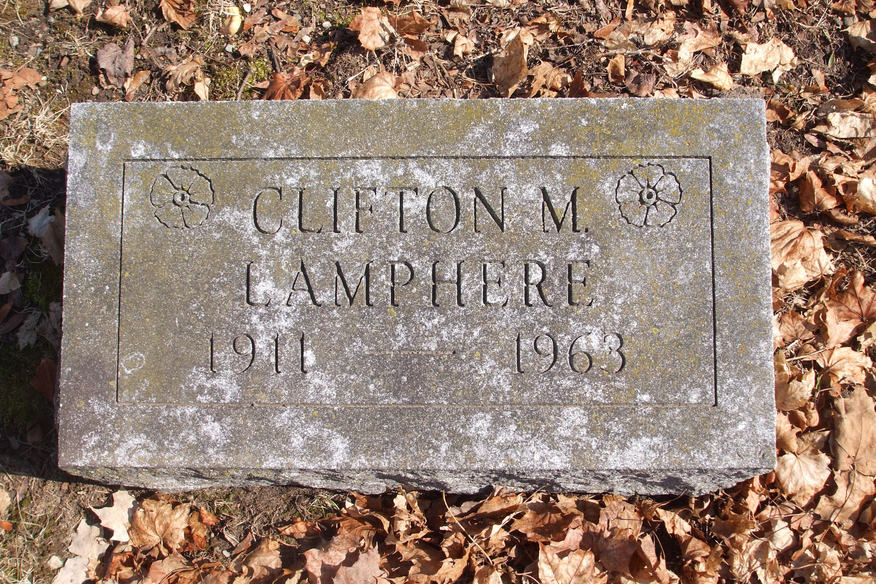 CLIFTON M.
LAMPHERE
1911 — 1963